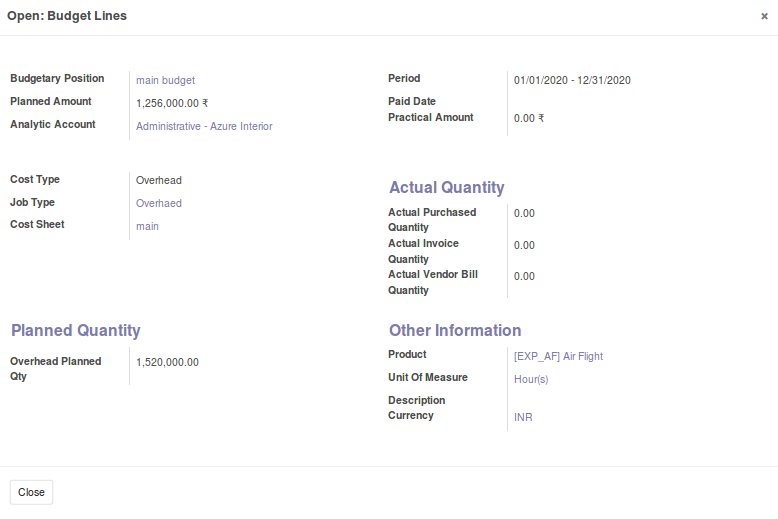 Open: Budget Lines ×
Budgetary Position main budget
Planned Amount 1,256,000.00 ₹
Analytic Account Administrative - Azure Interior
Period 01/01/2020 - 12/31/2020
Paid Date
Practical Amount 0.00 ₹
Cost Type Overhead
Job Type Overhaed
Cost Sheet main
Actual Quantity
Actual Purchased 0.00
Quantity
Actual Invoice 0.00
Quantity
Actual Vendor Bill 0.00
Quantity
Planned Quantity
Overhead Planned 1,520,000.00
Qty
Other Information
Product [EXP_AF] Air Flight
Unit Of Measure Hour(s)
Description
Currency INR
Close